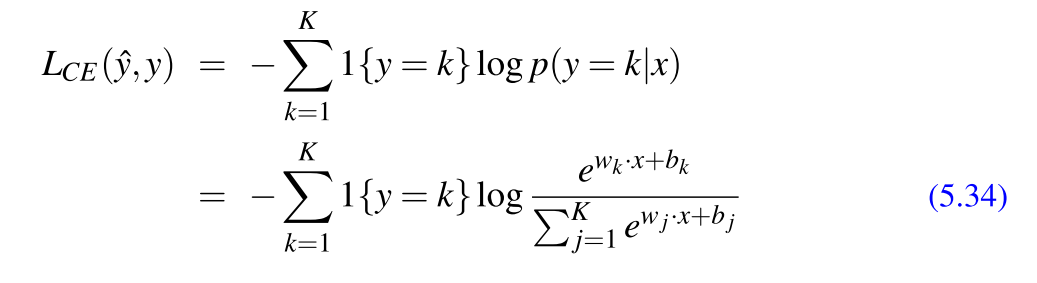 L_{CE}(ŷ, y) = −∑_{k=1}^{K} 1{y = k} log p(y = k|x)
= −∑_{k=1}^{K} 1{y = k} log \frac{e^{w_k·x+b_k}}{∑_{j=1}^{K} e^{w_j·x+b_j}} (5.34)